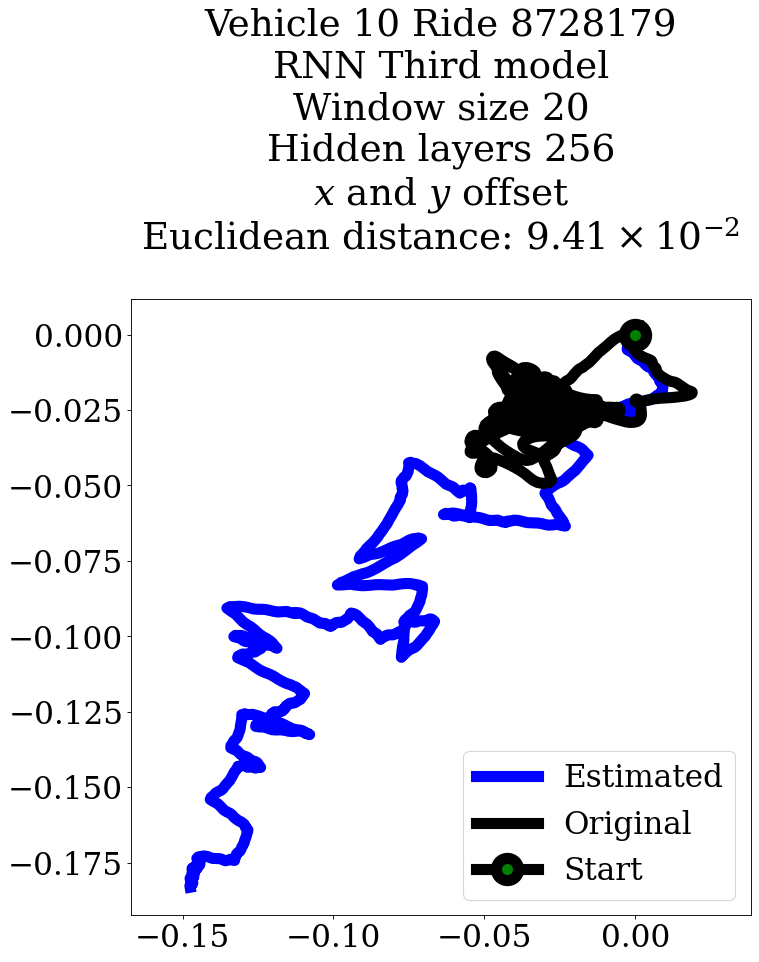 Vehicle 10 Ride 8728179
RNN Third model
Window size 20
Hidden layers 256
x and y offset
Euclidean distance: 9.41 × 10⁻²
0.000
−0.025
−0.050
−0.075
−0.100
−0.125
−0.150
−0.175
Estimated
Original
Start
−0.15 −0.10 −0.05 0.00